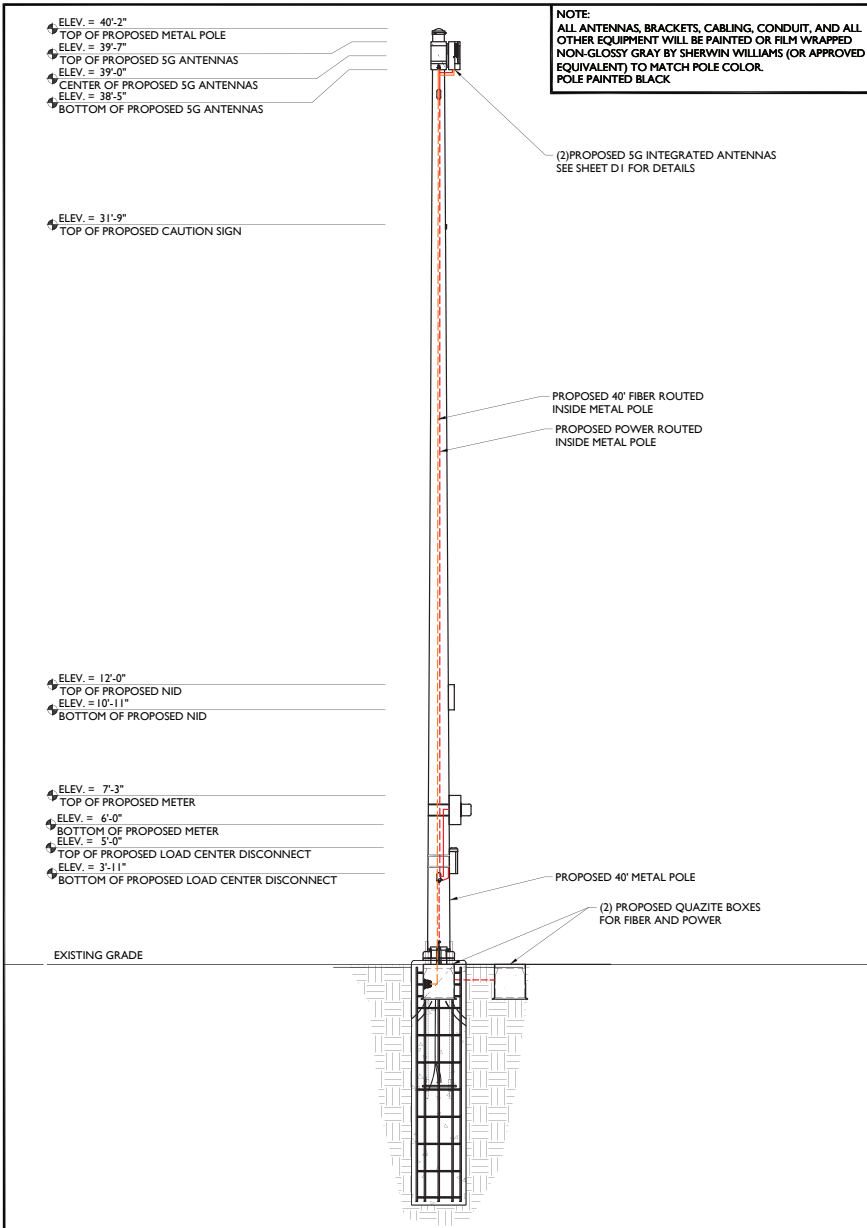 ELEV. = 40'-2"
TOP OF PROPOSED METAL POLE
ELEV. = 39'-7"
TOP OF PROPOSED 5G ANTENNAS
ELEV. = 39'-0"
CENTER OF PROPOSED 5G ANTENNAS
ELEV. = 38'-5"
BOTTOM OF PROPOSED 5G ANTENNAS
NOTE:
ALL ANTENNAS, BRACKETS, CABLING, CONDUIT, AND ALL
OTHER EQUIPMENT WILL BE PAINTED OR FILM WRAPPED
NON-GLOSSY GRAY BY SHERWIN WILLIAMS (OR APPROVED
EQUIVALENT) TO MATCH POLE COLOR.
POLE PAINTED BLACK
(2)PROPOSED 5G INTEGRATED ANTENNAS
SEE SHEET D1 FOR DETAILS
ELEV. = 31'-9"
TOP OF PROPOSED CAUTION SIGN
PROPOSED 40' FIBER ROUTED
INSIDE METAL POLE
PROPOSED POWER ROUTED
INSIDE METAL POLE
ELEV. = 12'-0"
TOP OF PROPOSED NID
ELEV. =10'-11"
BOTTOM OF PROPOSED NID
ELEV. = 7'-3"
TOP OF PROPOSED METER
ELEV. = 6'-0"
BOTTOM OF PROPOSED METER
ELEV. = 5'-0"
TOP OF PROPOSED LOAD CENTER DISCONNECT
ELEV. = 3'-11"
BOTTOM OF PROPOSED LOAD CENTER DISCONNECT
PROPOSED 40' METAL POLE
(2) PROPOSED QUAZITE BOXES
FOR FIBER AND POWER
EXISTING GRADE